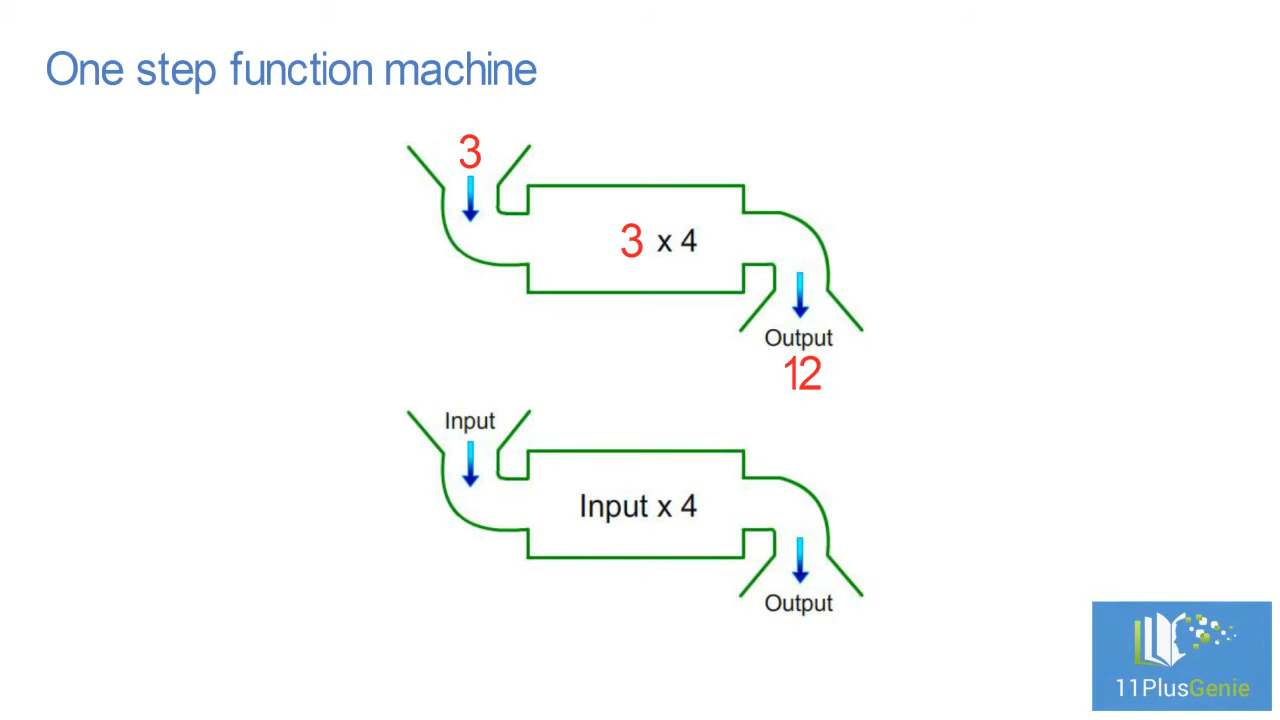 One step function machine
3
3 x 4
Output
12
Input
Input x 4
Output
11PlusGenie